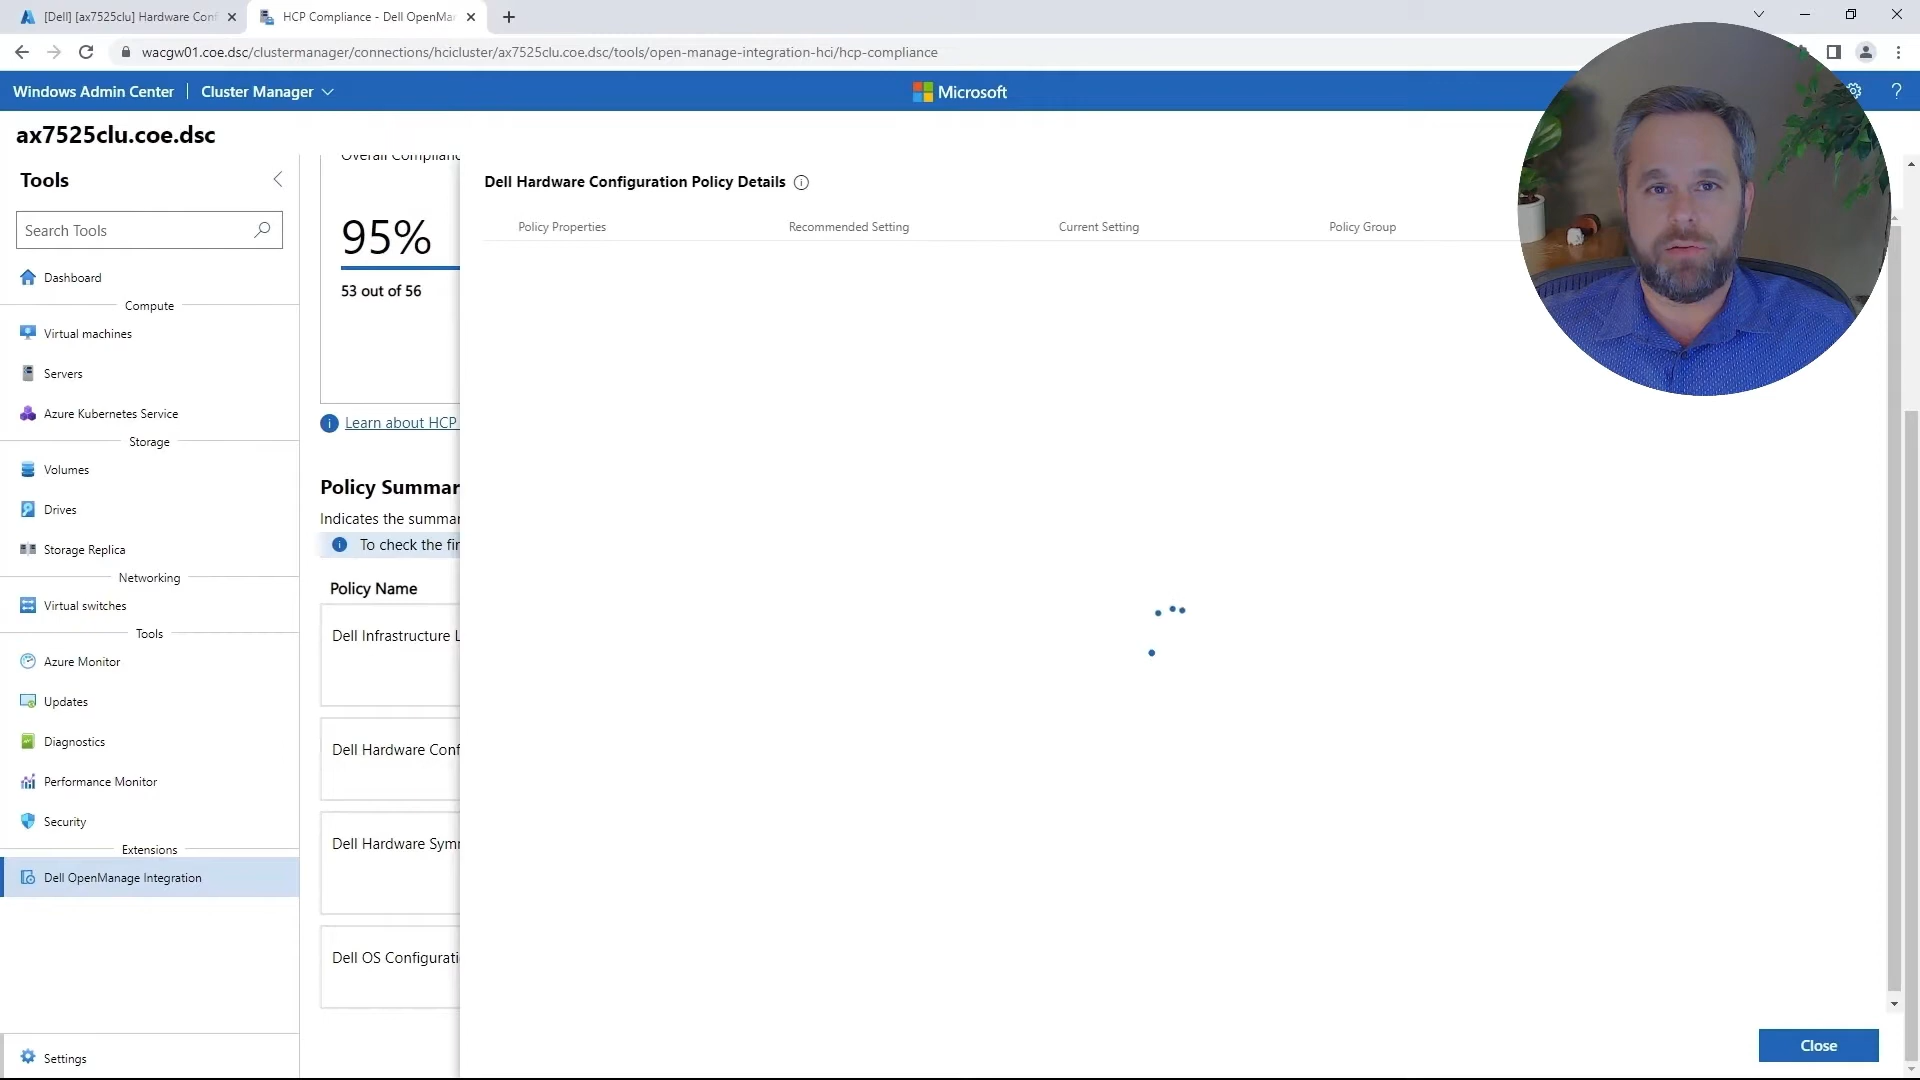 [Dell] [ax7525clu] Hardware Conf
HCP Compliance - Dell OpenMan
wacgw01.coe.dsc/clustermanager/connections/hcicluster/ax7525clu.coe.dsc/tools/open-manage-integration-hci/hcp-compliance
Windows Admin Center
Cluster Manager
Microsoft
?
ax7525clu.coe.dsc
Tools
Search Tools
Dashboard
Compute
Virtual machines
Servers
Azure Kubernetes Service
Storage
Volumes
Drives
Storage Replica
Networking
Virtual switches
Tools
Azure Monitor
Updates
Diagnostics
Performance Monitor
Security
Extensions
Dell OpenManage Integration
Settings
Overall Complianc
95%
53 out of 56
Learn about HCP
Policy Summar
Indicates the summar
To check the fir
Policy Name
Dell Infrastructure L
Dell Hardware Conf
Dell Hardware Symm
Dell OS Configurati
Dell Hardware Configuration Policy Details
Policy Properties
Recommended Setting
Current Setting
Policy Group
Close